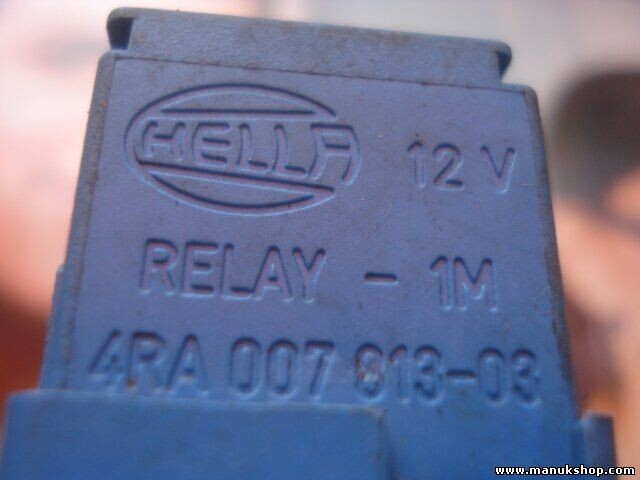 HELLA 12 V
RELAY - 1M
4RA 007 813-03
www.manukshop.com